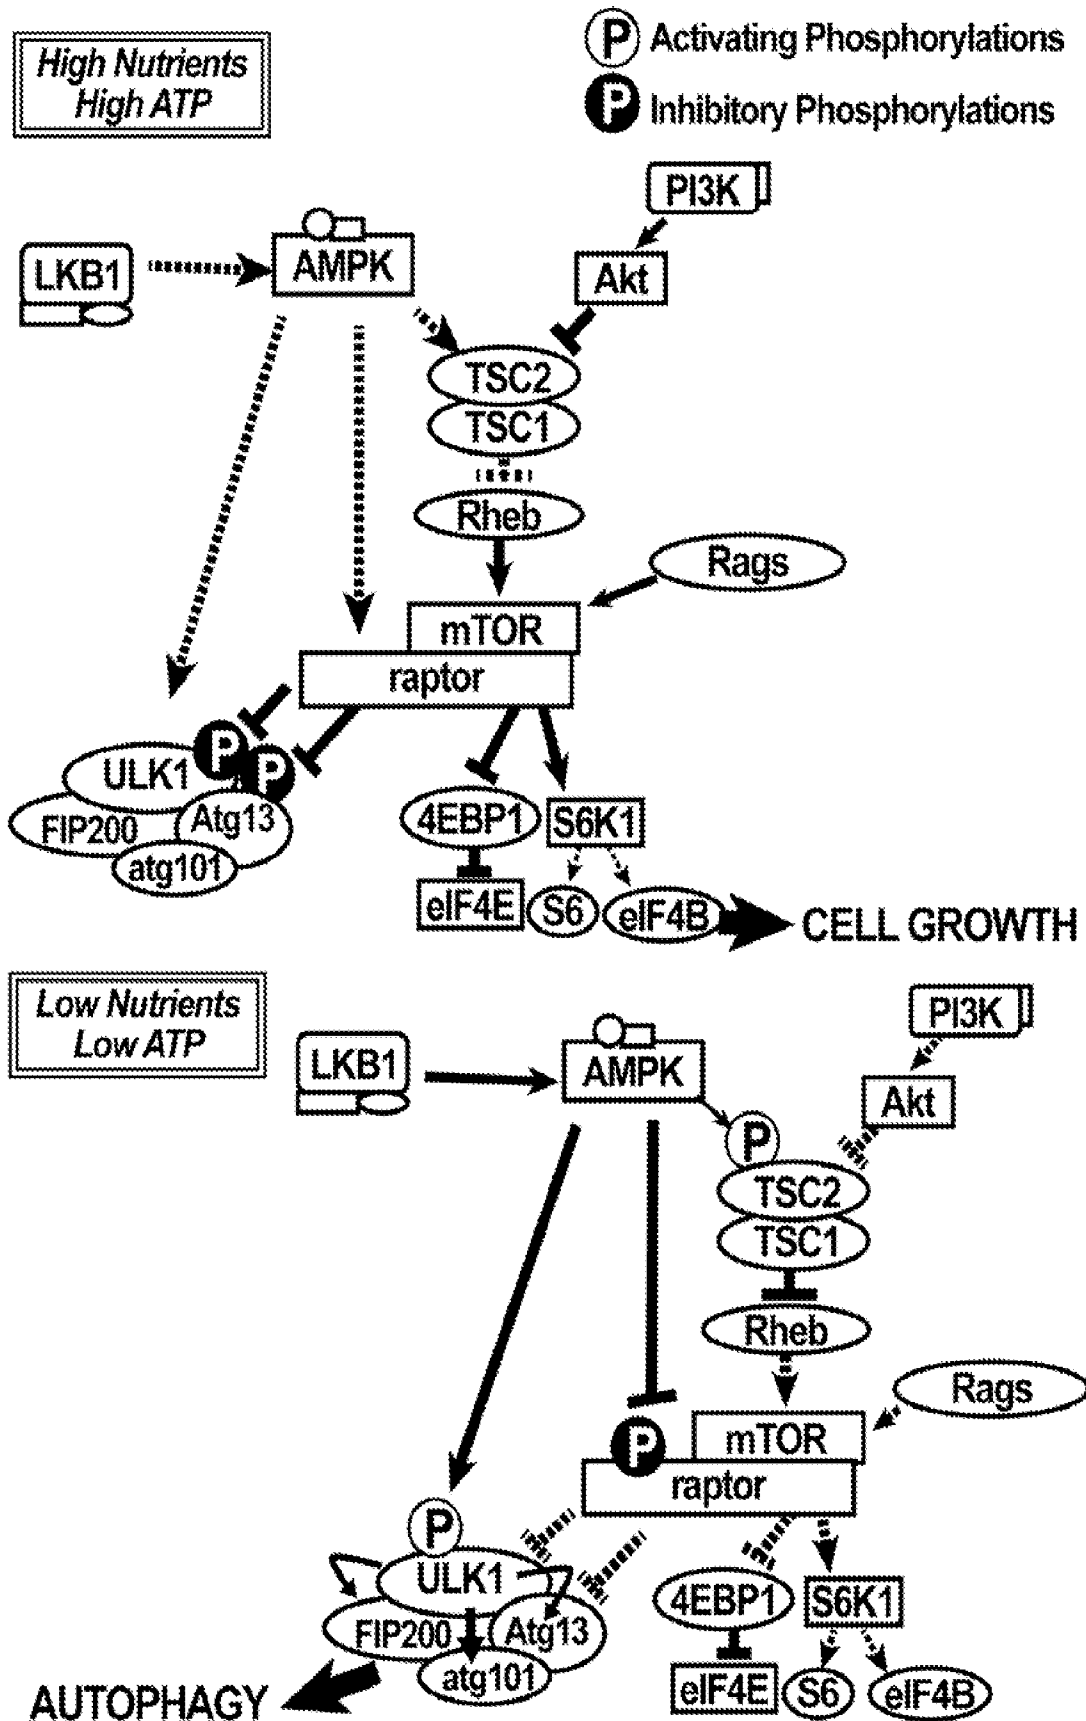 High Nutrients
High ATP
P Activating Phosphorylations
P Inhibitory Phosphorylations
PI3K
LKB1
AMPK
Akt
TSC2
TSC1
Rheb
Rags
mTOR
raptor
P
P
ULK1
FIP200
Atg13
atg101
4EBP1
S6K1
eIF4E
S6
eIF4B
CELL GROWTH
Low Nutrients
Low ATP
PI3K
LKB1
AMPK
Akt
P
TSC2
TSC1
Rheb
Rags
mTOR
P
raptor
P
ULK1
FIP200
Atg13
atg101
4EBP1
S6K1
eIF4E
S6
eIF4B
AUTOPHAGY